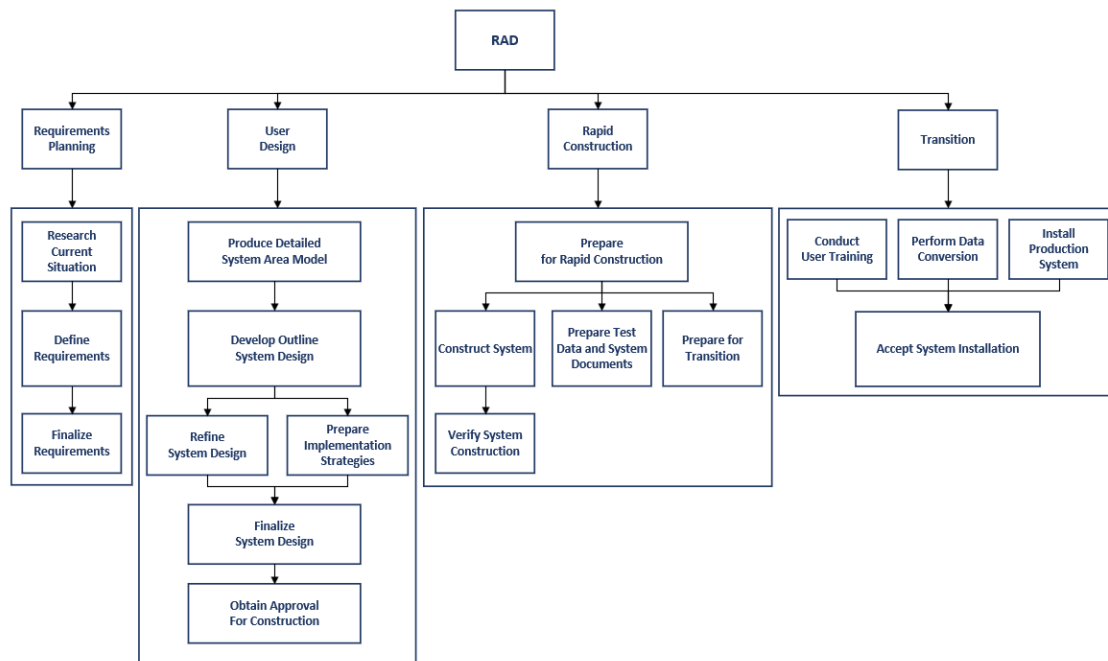 RAD
Requirements
Planning
User
Design
Rapid
Construction
Transition
Research
Current
Situation
Define
Requirements
Finalize
Requirements
Produce Detailed
System Area Model
Develop Outline
System Design
Refine
System Design
Prepare
Implementation
Strategies
Finalize
System Design
Obtain Approval
For Construction
Prepare
for Rapid Construction
Construct System
Prepare Test
Data and System
Documents
Prepare for
Transition
Verify System
Construction
Conduct
User Training
Perform Data
Conversion
Install
Production
System
Accept System Installation